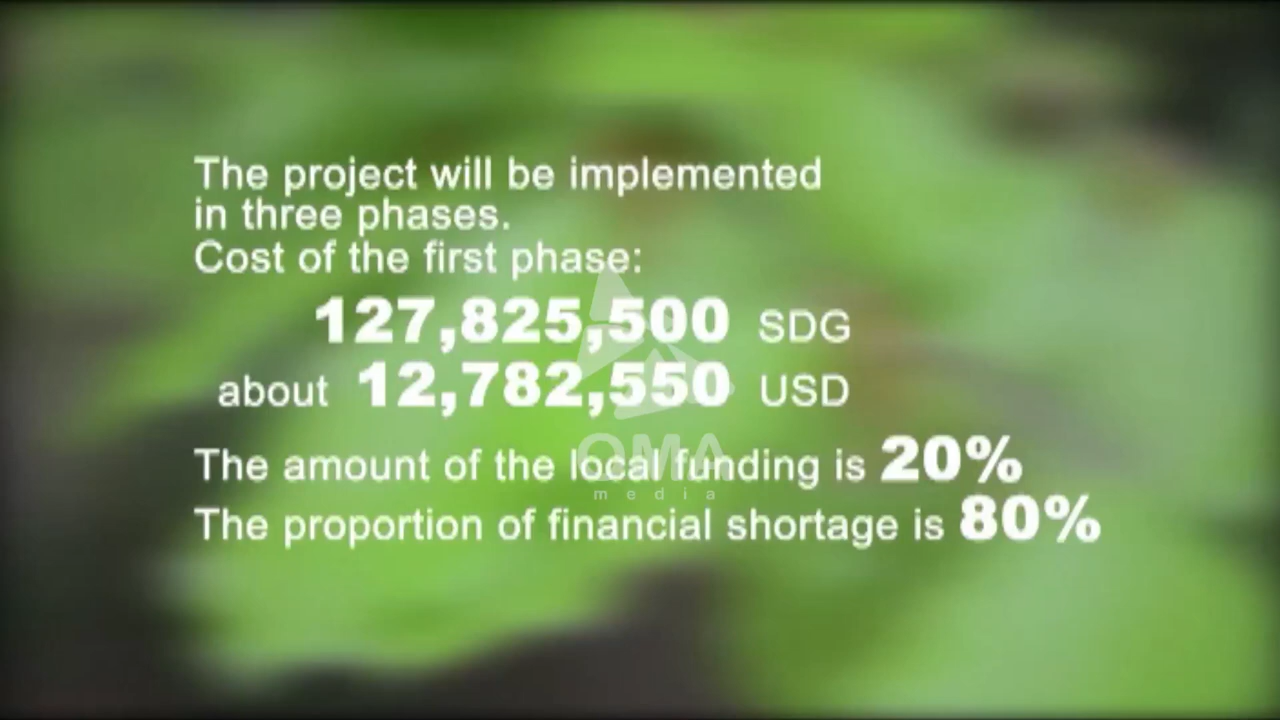 The project will be implemented
in three phases.
Cost of the first phase:
127,825,500 SDG
about 12,782,550 USD
The amount of the local funding is 20%
The proportion of financial shortage is 80%
OMA
media